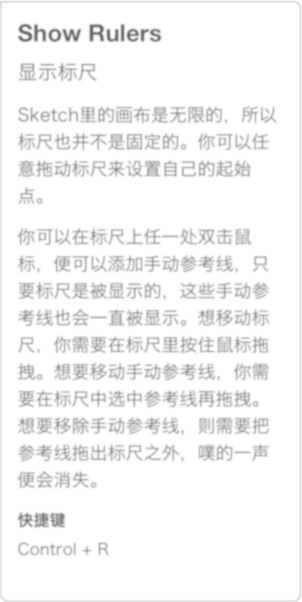 Show Rulers
显示标尺
Sketch里的画布是无限的，所以
标尺也并不是固定的。你可以任
意拖动标尺来设置自己的起始
点。
你可以在标尺上任一处双击鼠
标，便可以添加手动参考线，只
要标尺是被显示的，这些手动参
考线也会一直被显示。想移动标
尺，你需要在标尺里按住鼠标拖
拽。想要移动手动参考线，你需
要在标尺中选中参考线再拖拽。
想要移除手动参考线，则需要把
参考线拖出标尺之外，噗的一声
便会消失。
快捷键
Control + R